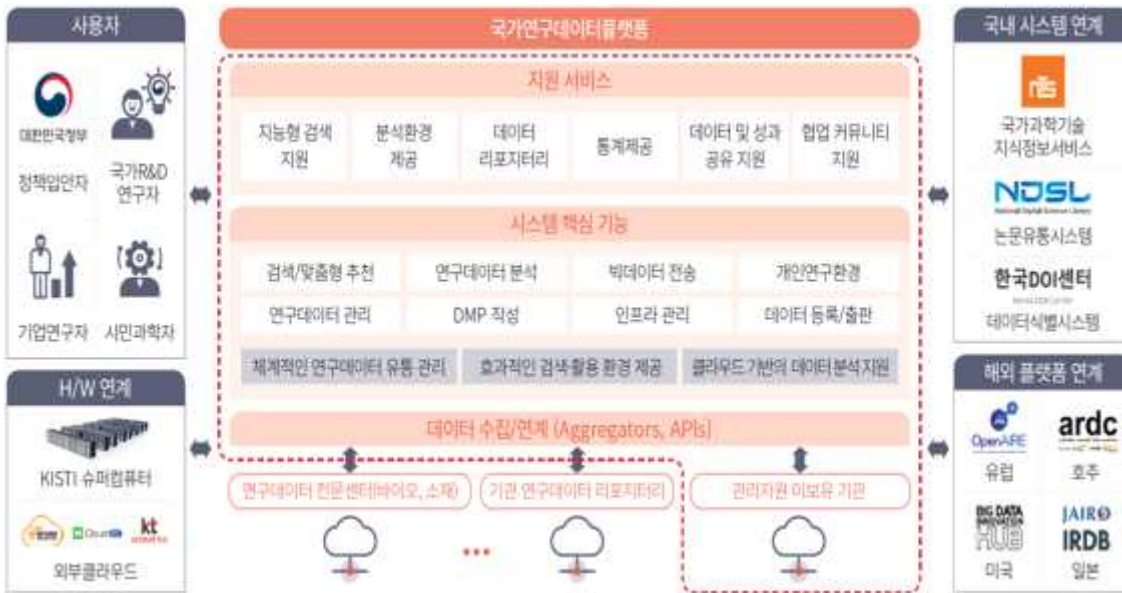 사용자
대한민국정부
정책입안자
국가R&D
연구자
기업연구자
시민과학자
H/W 연계
KISTI 슈퍼컴퓨터
kt
외부클라우드
국가연구데이터플랫폼
지원 서비스
지능형 검색
지원
분석환경
제공
데이터
리포지터리
통계제공
데이터 및 성과
공유 지원
협업 커뮤니티
지원
시스템 핵심 기능
검색/맞춤형 추천
연구데이터 분석
빅데이터 전송
개인연구환경
연구데이터 관리
DMP 작성
인프라 관리
데이터 등록/출판
체계적인 연구데이터 유통 관리
효과적인 검색·활용 환경 제공
클라우드 기반의 데이터 분석 지원
데이터 수집/연계 (Aggregators, APIs)
연구데이터 전문센터(바이오, 소재)
기관 연구데이터 리포지터리
관리자원 미보유 기관
국내 시스템 연계
국가과학기술
지식정보서비스
NDSL
논문유통시스템
한국DOI센터
데이터식별시스템
해외 플랫폼 연계
OpenAIRE
유럽
ardc
호주
BIG DATA
INNOVATION
HUB
미국
JAIRO
IRDB
일본